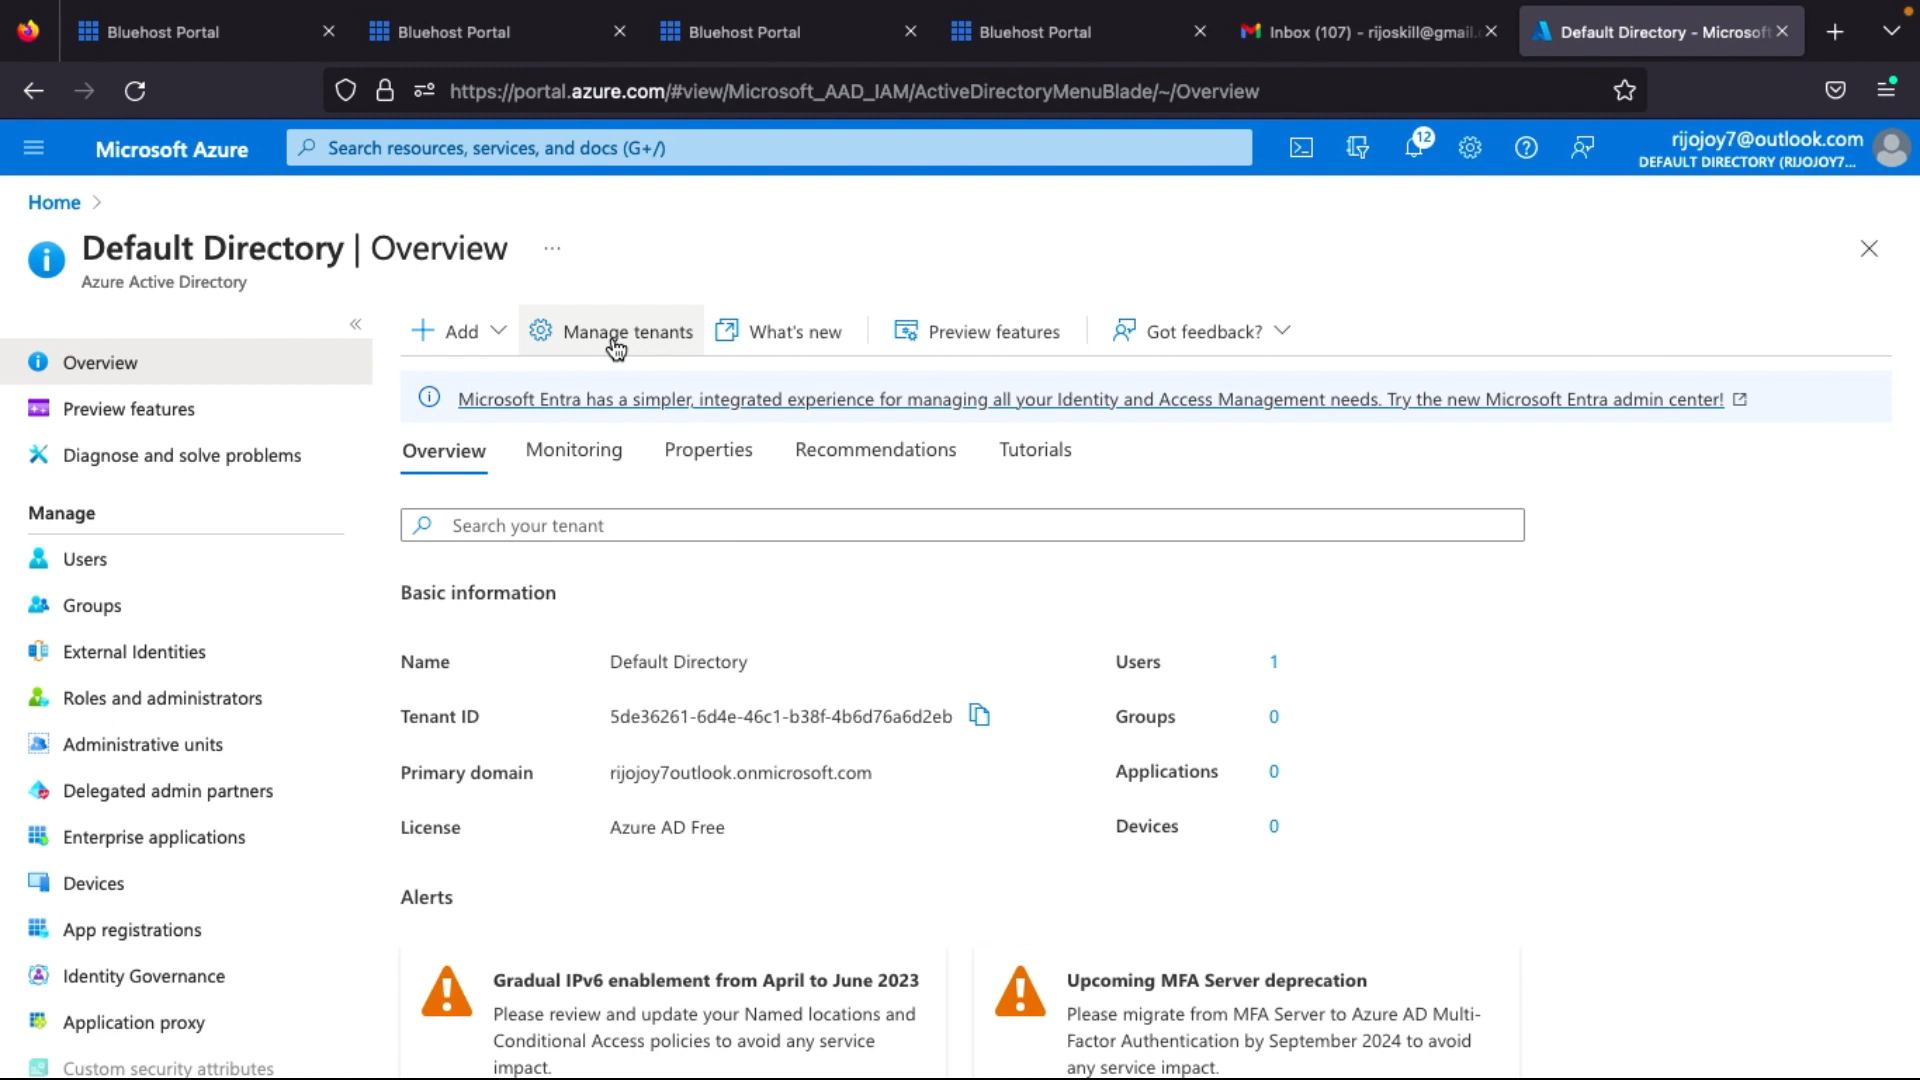 Bluehost Portal
Bluehost Portal
Bluehost Portal
Bluehost Portal
Inbox (107) - rijoskill@gmail.c
Default Directory - Microsoft
https://portal.azure.com/#view/Microsoft_AAD_IAM/ActiveDirectoryMenuBlade/~/Overview
Microsoft Azure
Search resources, services, and docs (G+/)
12
rijojoy7@outlook.com
DEFAULT DIRECTORY (RIJOJOY7...
Home
Default Directory | Overview
...
Azure Active Directory
Add
Manage tenants
What's new
Preview features
Got feedback?
Overview
Preview features
Diagnose and solve problems
Manage
Users
Groups
External Identities
Roles and administrators
Administrative units
Delegated admin partners
Enterprise applications
Devices
App registrations
Identity Governance
Application proxy
Custom security attributes
Microsoft Entra has a simpler, integrated experience for managing all your Identity and Access Management needs. Try the new Microsoft Entra admin center!
Overview
Monitoring
Properties
Recommendations
Tutorials
Search your tenant
Basic information
Name
Default Directory
Users
1
Tenant ID
5de36261-6d4e-46c1-b38f-4b6d76a6d2eb
Groups
0
Primary domain
rijojoy7outlook.onmicrosoft.com
Applications
0
License
Azure AD Free
Devices
0
Alerts
Gradual IPv6 enablement from April to June 2023
Please review and update your Named locations and
Conditional Access policies to avoid any service
impact.
Upcoming MFA Server deprecation
Please migrate from MFA Server to Azure AD Multi-
Factor Authentication by September 2024 to avoid
any service impact.